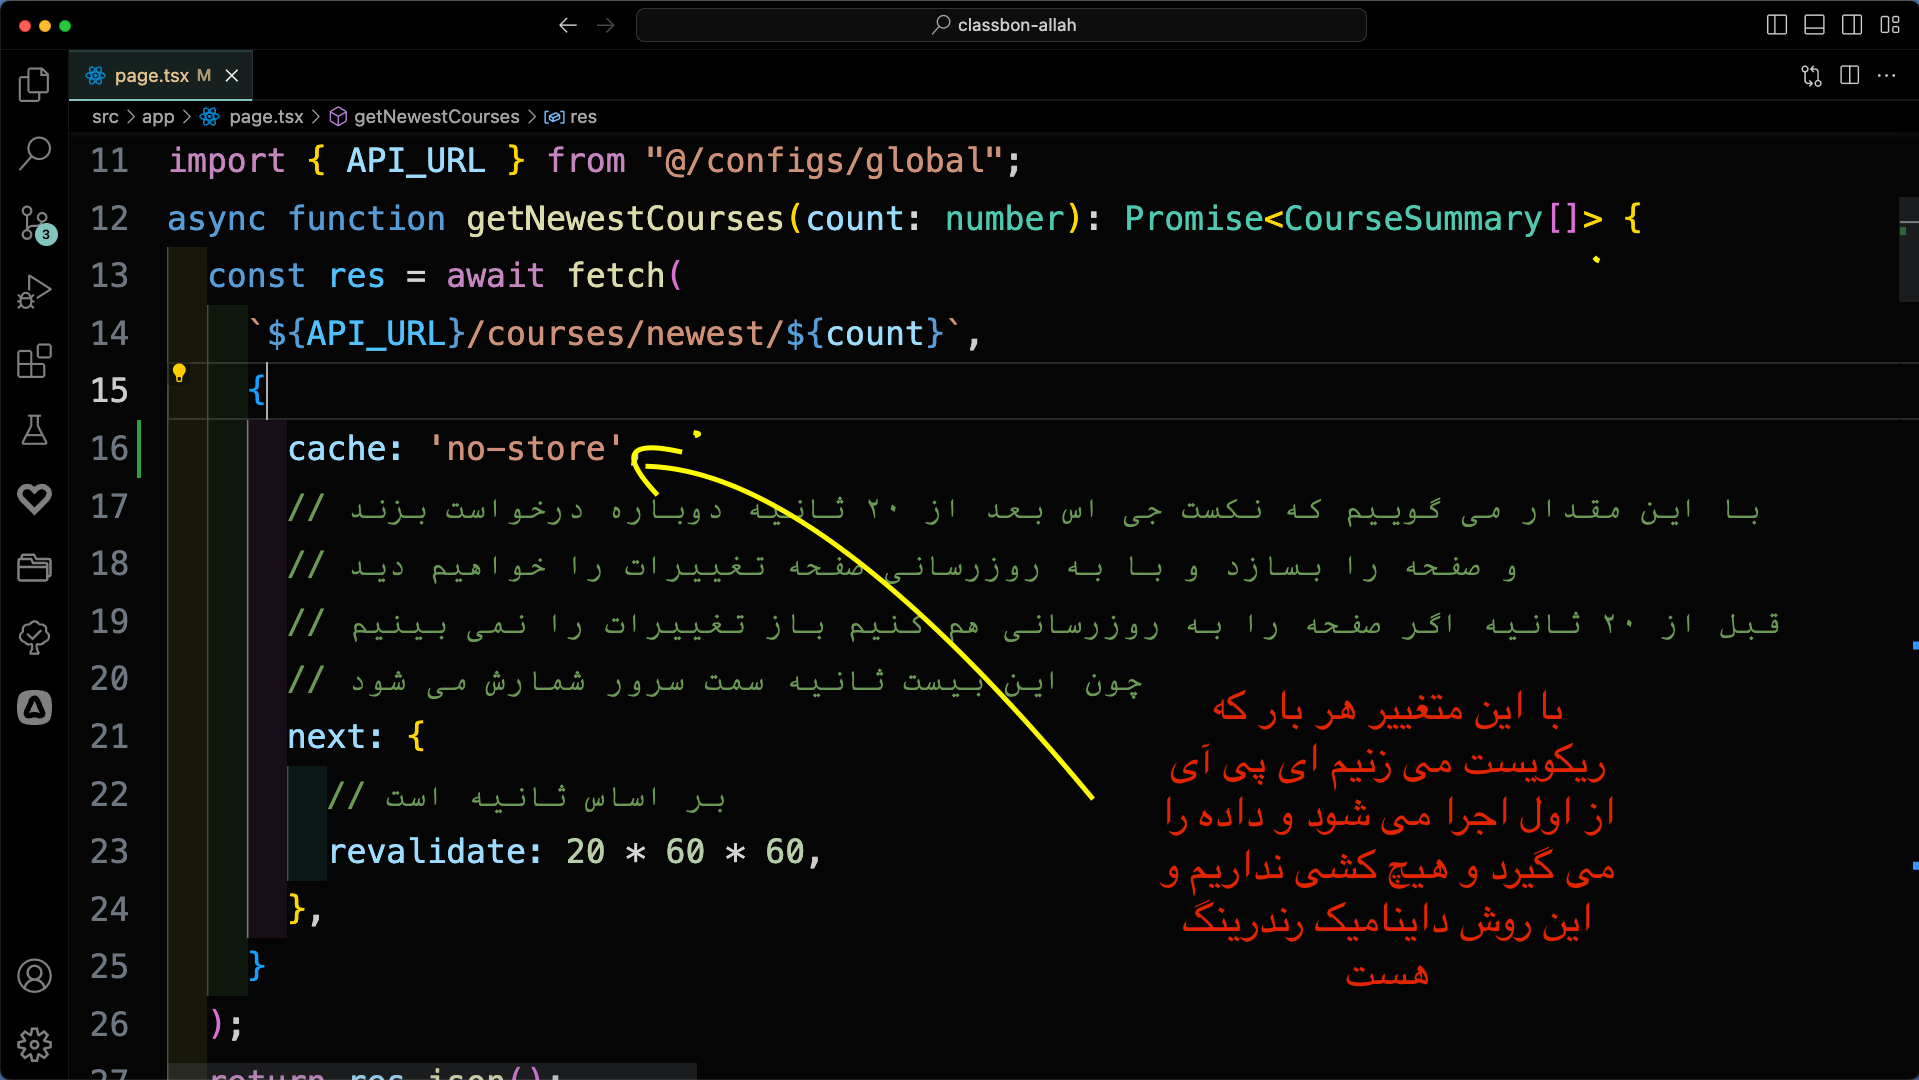 classbon-allah
page.tsx M
src > app > page.tsx > getNewestCourses > res
11 import { API_URL } from "@/configs/global";
12 async function getNewestCourses(count: number): Promise<CourseSummary[]> {
13 const res = await fetch(
14 `${API_URL}/courses/newest/${count}`,
15 {
16 cache: 'no-store'
17 // با این مقدار می گوییم که نکست جی اس بعد از ۲۰ ثانیه دوباره درخواست بزند
18 // و صفحه را بسازد و با به روزرسانی صفحه تغییرات را خواهیم دید
19 // قبل از ۲۰ ثانیه اگر صفحه را به روزرسانی هم کنیم باز تغییرات را نمی بینیم
20 // چون این بیست ثانیه سمت سرور شمارش می شود
21 next: {
22 // بر اساس ثانیه است
23 revalidate: 20 * 60 * 60,
24 },
25 }
26 );
27 return res.json();
3
با این متغییر هر بار که
ریکویست می زنیم ای پی آی
از اول اجرا می شود و داده را
می گیرد و هیچ کشی نداریم و
این روش داینامیک رندرینگ
هست